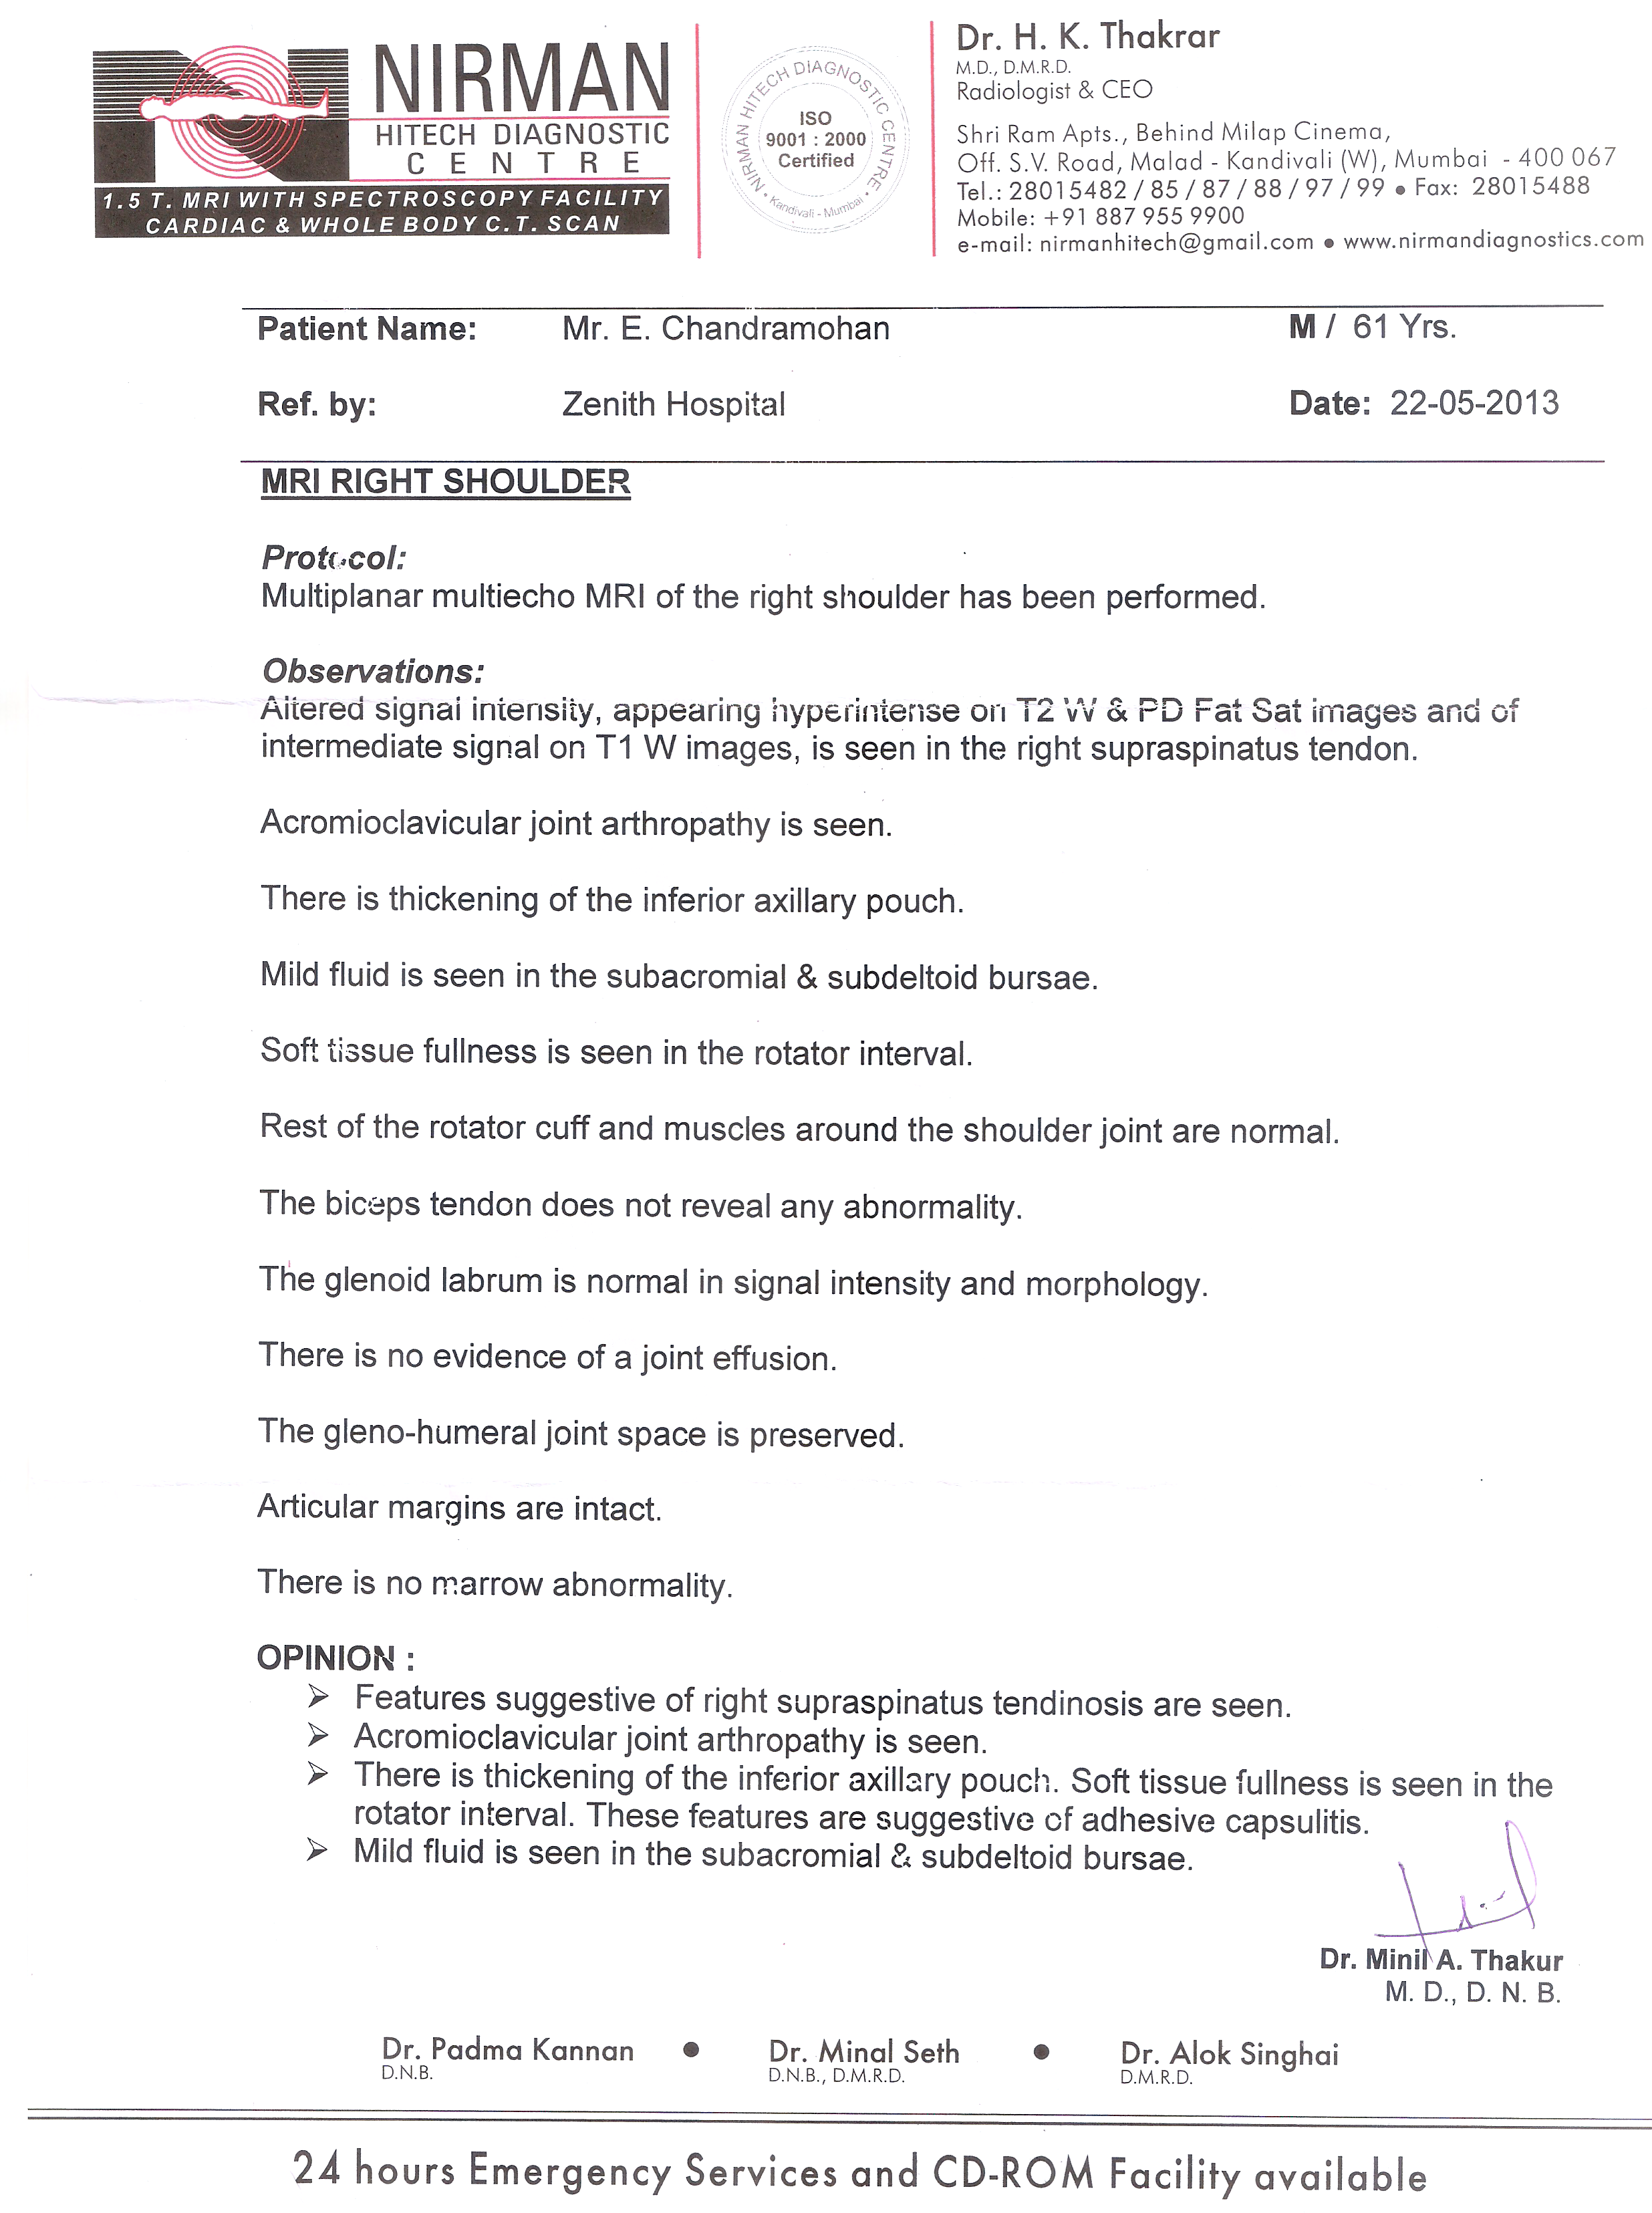 NIRMAN
HITECH DIAGNOSTIC
CENTRE
1.5 T. MRI WITH SPECTROSCOPY FACILITY
CARDIAC & WHOLE BODY C.T. SCAN
NIRMAN HITECH DIAGNOSTIC CENTRE
ISO
9001 : 2000
Certified
Kandivali - Mumbai
Dr. H. K. Thakrar
M.D., D.M.R.D.
Radiologist & CEO
Shri Ram Apts., Behind Milap Cinema,
Off. S.V. Road, Malad - Kandivali (W), Mumbai - 400 067
Tel.: 28015482 / 85 / 87 / 88 / 97 / 99 • Fax: 28015488
Mobile: +91 887 955 9900
e-mail: nirmanhitech@gmail.com • www.nirmandiagnostics.com
Patient Name: Mr. E. Chandramohan M / 61 Yrs.
Ref. by: Zenith Hospital Date: 22-05-2013
MRI RIGHT SHOULDER
Protocol:
Multiplanar multiecho MRI of the right shoulder has been performed.
Observations:
Altered signal intensity, appearing hyperintense on T2 W & PD Fat Sat images and of
intermediate signal on T1 W images, is seen in the right supraspinatus tendon.
Acromioclavicular joint arthropathy is seen.
There is thickening of the inferior axillary pouch.
Mild fluid is seen in the subacromial & subdeltoid bursae.
Soft tissue fullness is seen in the rotator interval.
Rest of the rotator cuff and muscles around the shoulder joint are normal.
The biceps tendon does not reveal any abnormality.
The glenoid labrum is normal in signal intensity and morphology.
There is no evidence of a joint effusion.
The gleno-humeral joint space is preserved.
Articular margins are intact.
There is no marrow abnormality.
OPINION :
➢ Features suggestive of right supraspinatus tendinosis are seen.
➢ Acromioclavicular joint arthropathy is seen.
➢ There is thickening of the inferior axillary pouch. Soft tissue fullness is seen in the
rotator interval. These features are suggestive of adhesive capsulitis.
➢ Mild fluid is seen in the subacromial & subdeltoid bursae.
Dr. Minil A. Thakur
M. D., D. N. B.
Dr. Padma Kannan • Dr. Minal Seth • Dr. Alok Singhai
D.N.B. D.N.B., D.M.R.D. D.M.R.D.
24 hours Emergency Services and CD-ROM Facility available